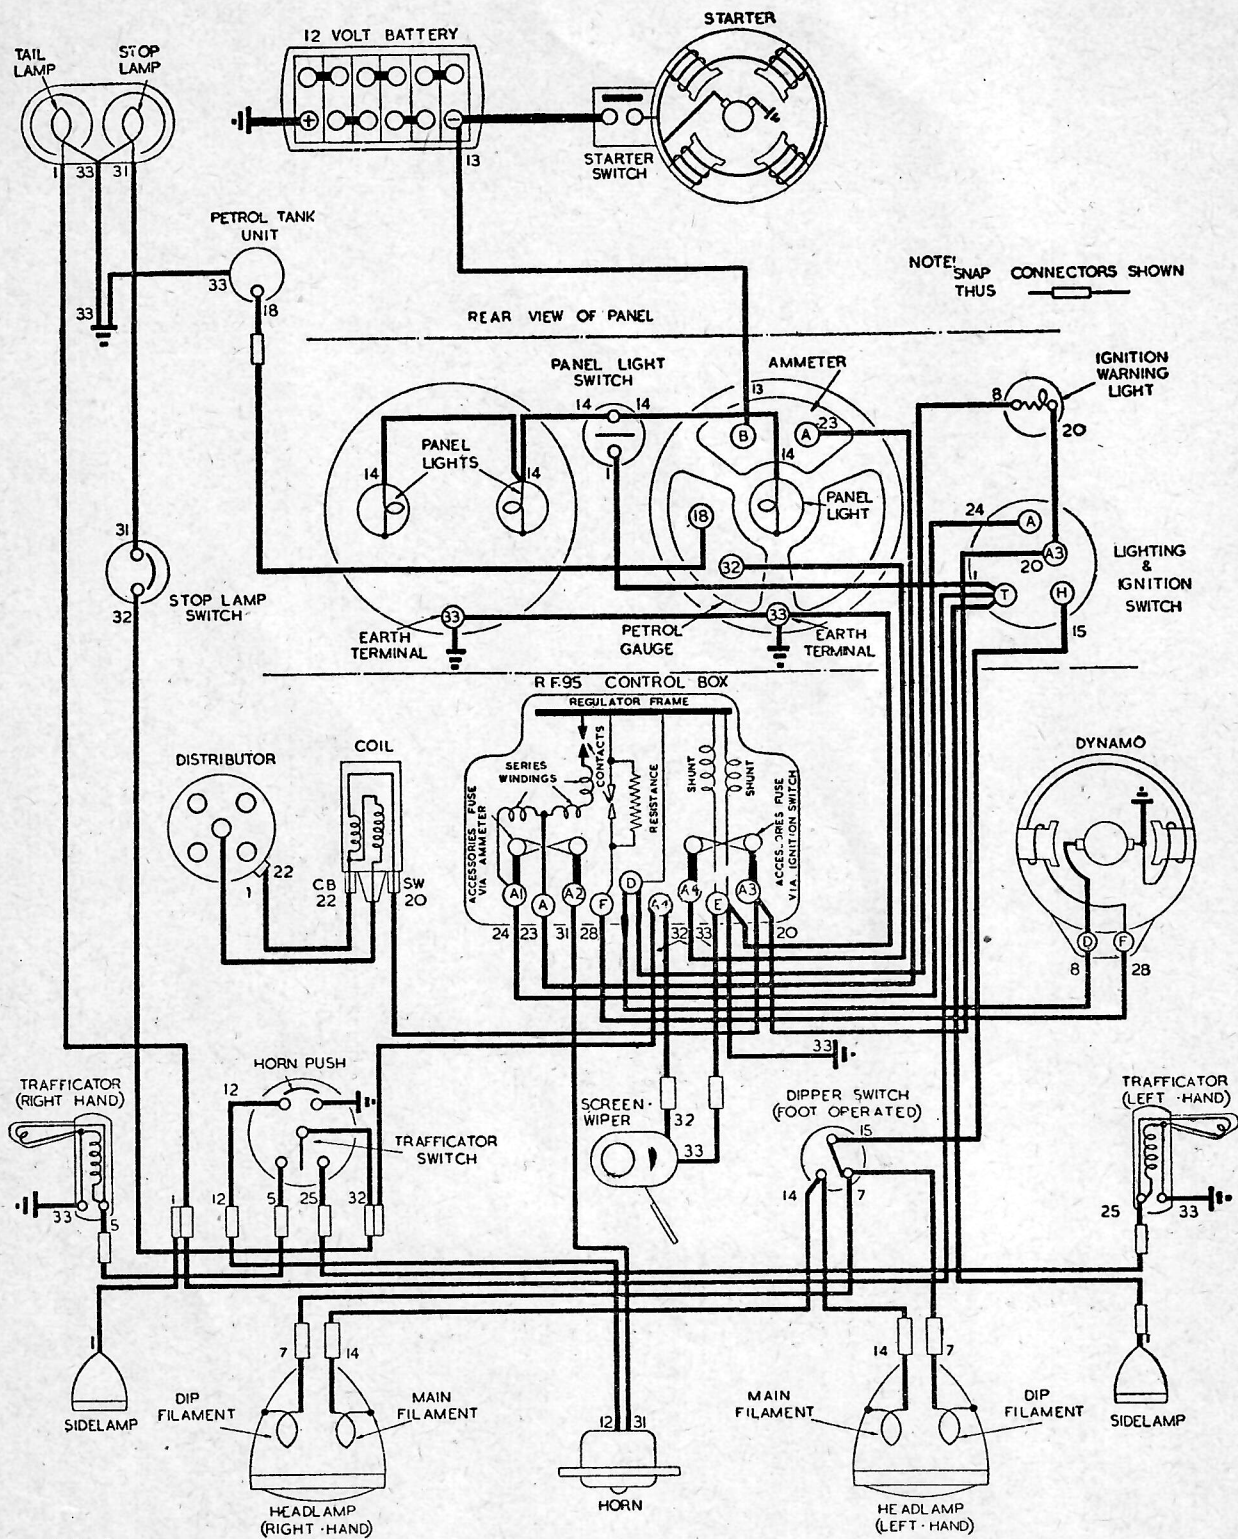 STARTER
12 VOLT BATTERY
STOP
LAMP
TAIL
LAMP
+
−
STARTER
SWITCH
13
1
33
31
PETROL TANK
UNIT
33
18
33
NOTE! SNAP CONNECTORS SHOWN
THUS
REAR VIEW OF PANEL
PANEL LIGHT
SWITCH
AMMETER
IGNITION
WARNING
LIGHT
14
14
13
8
20
B
A
23
PANEL
LIGHTS
14
14
14
1
PANEL
LIGHT
18
32
24
A
A3
20
1
T
H
15
LIGHTING
&
IGNITION
SWITCH
31
32
STOP LAMP
SWITCH
33
33
EARTH
TERMINAL
PETROL
GAUGE
EARTH
TERMINAL
RF.95 CONTROL BOX
REGULATOR FRAME
DISTRIBUTOR
COIL
DYNAMO
SERIES
WINDINGS
CONTACTS
RESISTANCE
SHUNT
SHUNT
ACCESSORIES FUSE
VIA AMMETER
ACCESSORIES FUSE
VIA IGNITION SWITCH
22
1
CB
22
SW
20
A1
A
A2
F
D
A4
A4
E
A3
24
23
31
28
32
33
20
D
F
8
28
33
HORN PUSH
12
TRAFFICATOR
(RIGHT HAND)
TRAFFICATOR
SWITCH
SCREEN-
WIPER
32
33
DIPPER SWITCH
(FOOT OPERATED)
15
14
7
TRAFFICATOR
(LEFT-HAND)
33
5
1
12
5
25
32
25
33
1
SIDELAMP
7
14
DIP
FILAMENT
MAIN
FILAMENT
HEADLAMP
(RIGHT-HAND)
12
31
HORN
14
7
MAIN
FILAMENT
DIP
FILAMENT
HEADLAMP
(LEFT-HAND)
1
SIDELAMP